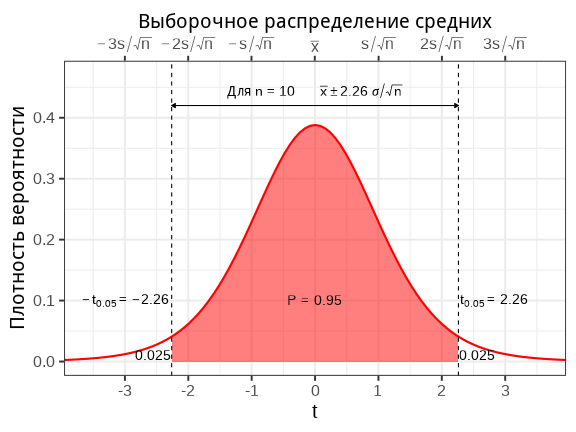 Выборочное распределение средних
−3s/√n −2s/√n −s/√n x̅ s/√n 2s/√n 3s/√n
Для n = 10 x̅ ± 2.26 σ/√n
Плотность вероятности
0.4
0.3
0.2
0.1
0.0
−t0.05 = −2.26
P = 0.95
t0.05 = 2.26
0.025
0.025
-3 -2 -1 0 1 2 3
t